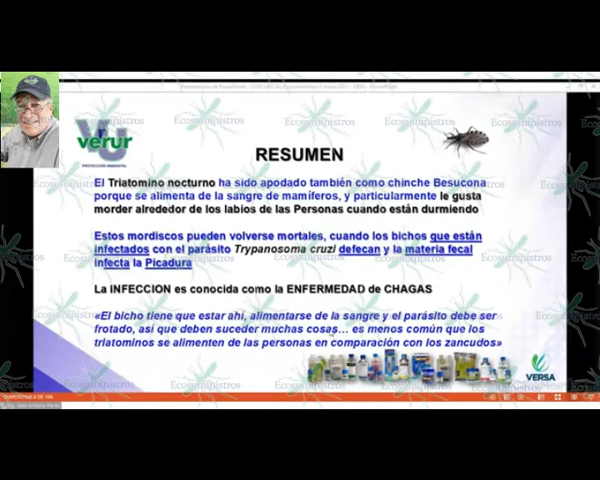 verur
PROTECCION AMBIENTAL
RESUMEN
El Triatomino nocturno ha sido apodado también como chinche Besucona
porque se alimenta de la sangre de mamíferos, y particularmente le gusta
morder alrededor de los labios de las Personas cuando están durmiendo
Estos mordiscos pueden volverse mortales, cuando los bichos que están
infectados con el parásito Trypanosoma cruzi defecan y la materia fecal
infecta la Picadura
La INFECCION es conocida como la ENFERMEDAD de CHAGAS
«El bicho tiene que estar ahí, alimentarse de la sangre y el parásito debe ser
frotado, así que deben suceder muchas cosas… es menos común que los
triatominos se alimenten de las personas en comparación con los zancudos»
VERSA
Ecosuministros